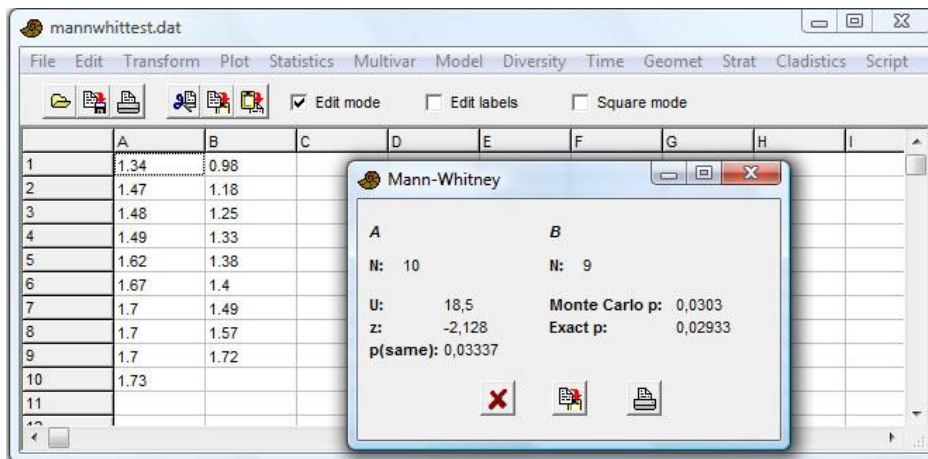 mannwhittest.dat
File Edit Transform Plot Statistics Multivar Model Diversity Time Geomet Strat Cladistics Script
Edit mode Edit labels Square mode
A B C D E F G H I
1 1.34 0.98
2 1.47 1.18
3 1.48 1.25
4 1.49 1.33
5 1.62 1.38
6 1.67 1.4
7 1.7 1.49
8 1.7 1.57
9 1.7 1.72
10 1.73
11
Mann-Whitney
A B
N: 10 N: 9
U: 18,5 Monte Carlo p: 0,0303
z: -2,128 Exact p: 0,02933
p(same): 0,03337